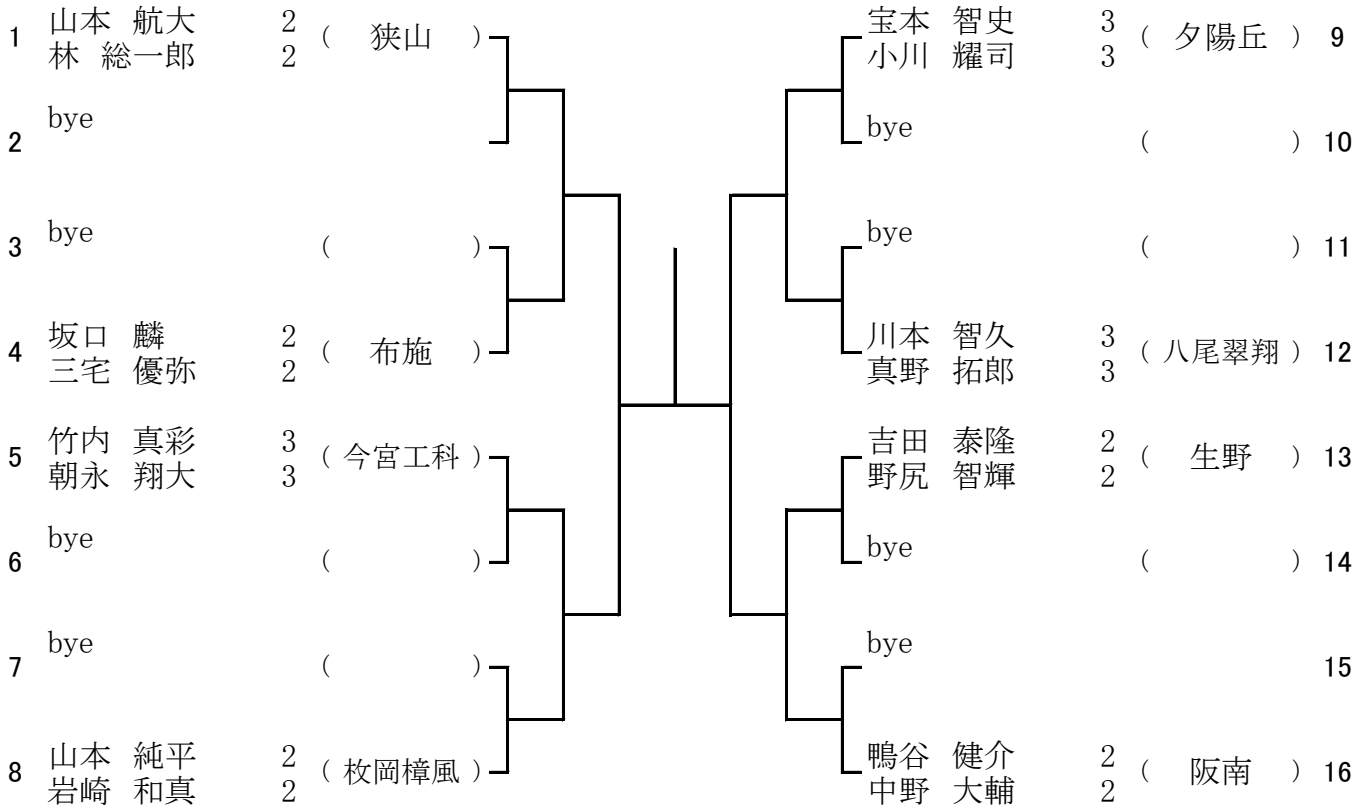 1 山本 航大 2 ( 狭山 )
林 総一郎 2
2 bye
3 bye ( )
4 坂口 麟 2 ( 布施 )
三宅 優弥 2
5 竹内 真彩 3 ( 今宮工科 )
朝永 翔大 3
6 bye ( )
7 bye ( )
8 山本 純平 2 ( 枚岡樟風 )
岩崎 和真 2
宝本 智史 3 ( 夕陽丘 ) 9
小川 耀司 3
bye ( ) 10
bye ( ) 11
川本 智久 3 ( 八尾翠翔 ) 12
真野 拓郎 3
吉田 泰隆 2 ( 生野 ) 13
野尻 智輝 2
bye ( ) 14
bye 15
鴨谷 健介 2 ( 阪南 ) 16
中野 大輔 2